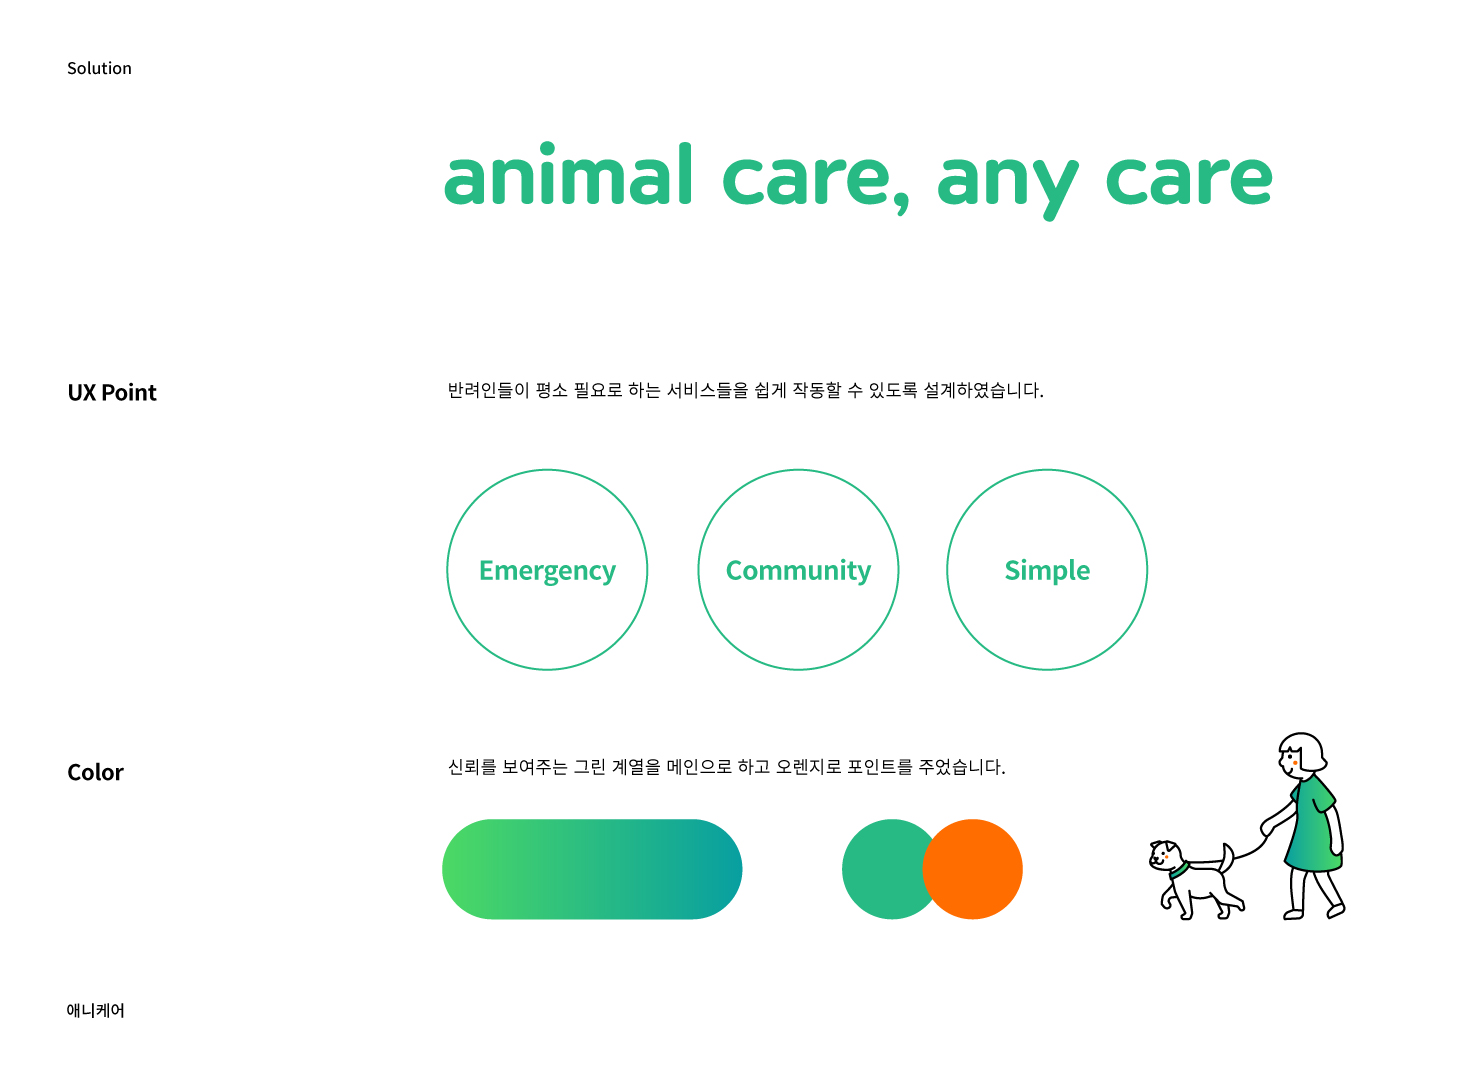 Solution
animal care, any care
UX Point
반려인들이 평소 필요로 하는 서비스들을 쉽게 작동할 수 있도록 설계하였습니다.
Emergency
Community
Simple
Color
신뢰를 보여주는 그린 계열을 메인으로 하고 오렌지로 포인트를 주었습니다.
애니케어